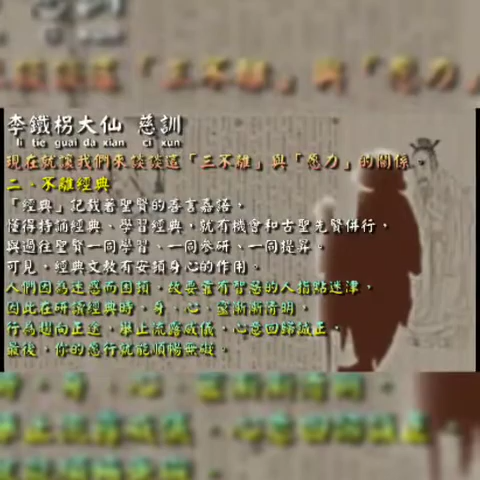 李鐵拐大仙 慈訓
li tie guai da xian ci xun
現在就讓我們來談談這「三不離」與「愿力」的關係
二、不離經典
「經典」記載著聖賢的善言嘉語,
懂得持誦經典、學習經典,就有機會和古聖先賢併行,
與過往聖賢一同學習、一同參研、一同提昇。
可見,經典文教有安頓身心的作用。
人們因為迷惑而困頓,故要靠有智慧的人指點迷津,
因此在研讀經典時,身、心、靈漸漸清明,
行為趨向正途,舉止流露威儀,心意回歸誠正,
最後,你的愿行就能順暢無礙。